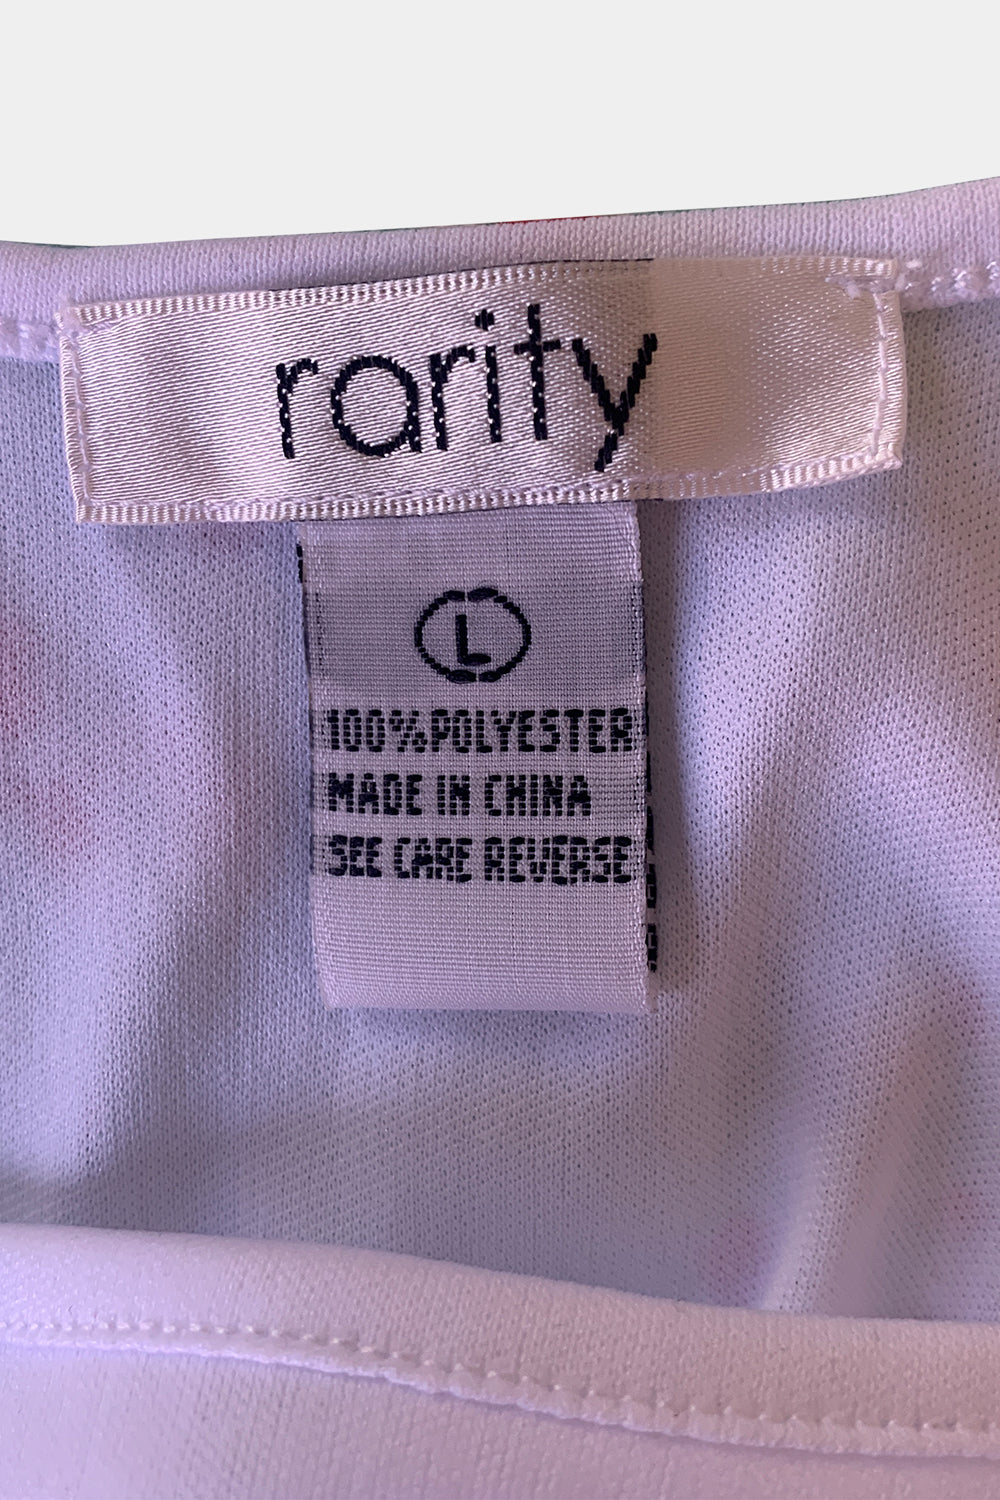 rarity
L
100% POLYESTER
MADE IN CHINA
SEE CARE REVERSE